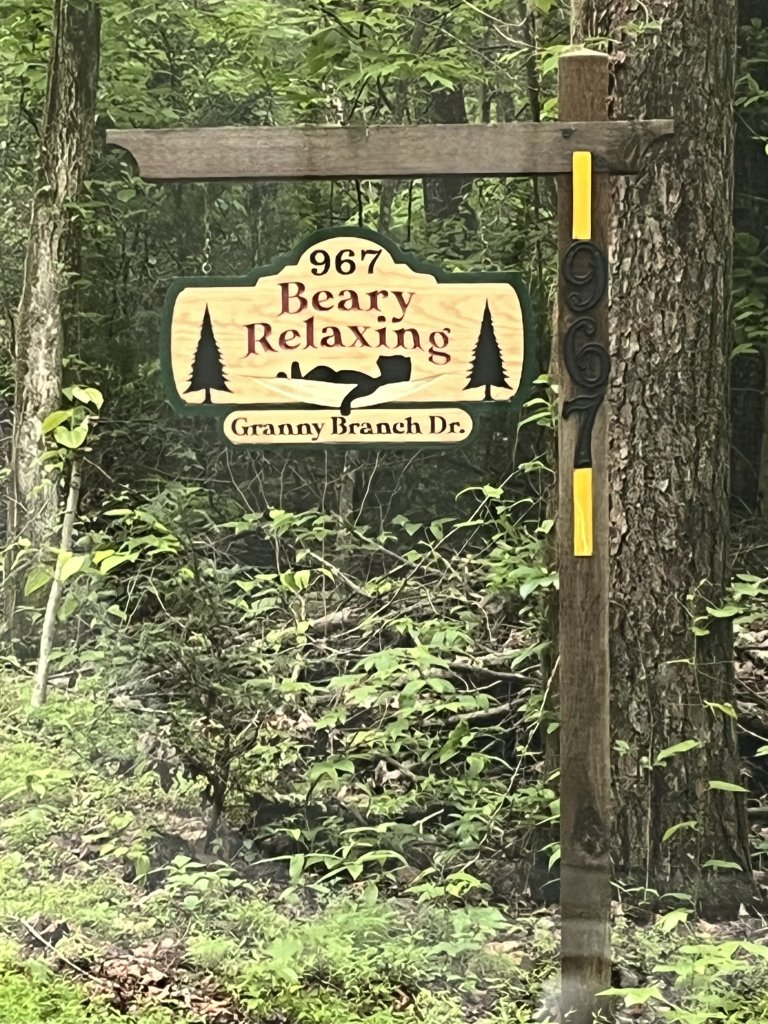 967
Beary
Relaxing
Granny Branch Dr.
967